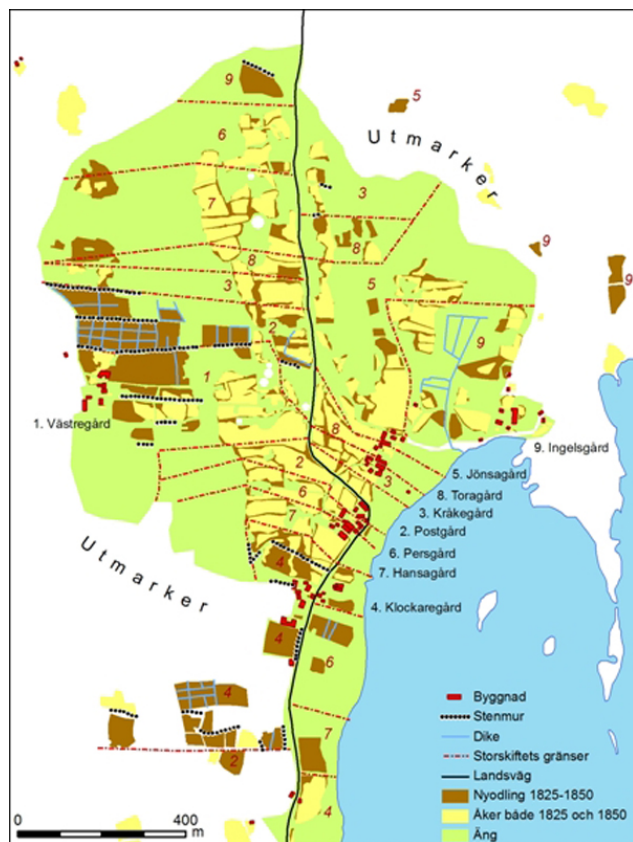 9
5
Utmarker
6
3
7
8
9
8
5
9
3
2
9
1
8
1. Västregård
9. Ingelsgård
2
3
5. Jönsagård
8. Toragård
6
3. Kråkegård
7
2. Postgård
6. Persgård
4
7. Hansagård
Utmarker
4. Klockaregård
4
6
4
Byggnad
Stenmur
Dike
7
Storskiftets gränser
2
Landsväg
Nyodling 1825-1850
4
Åker både 1825 och 1850
0 400
m
Äng